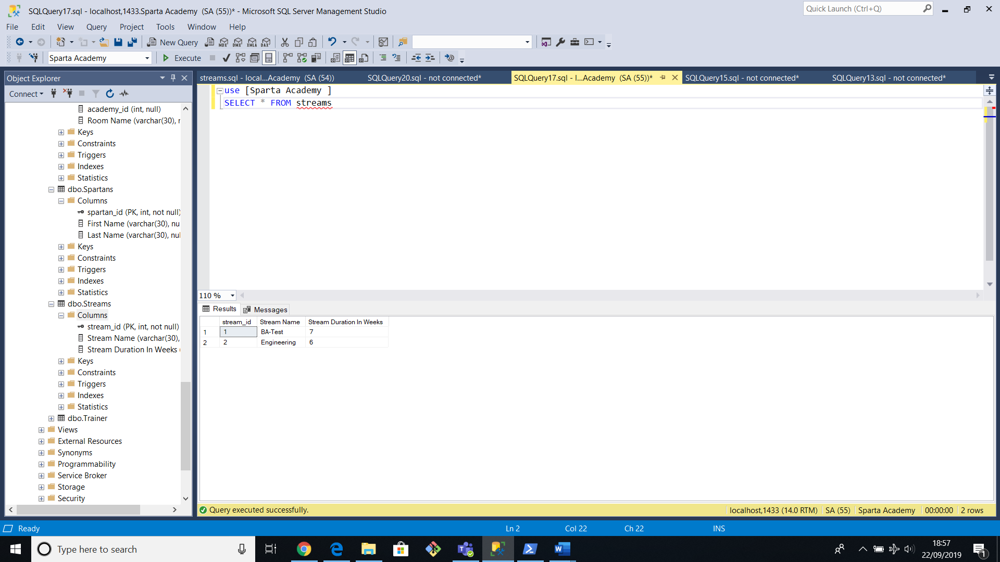 SQLQuery17.sql - localhost,1433.Sparta Academy (SA (55))* - Microsoft SQL Server Management Studio
Quick Launch (Ctrl+Q)
File Edit View Query Project Tools Window Help
New Query MDX DMX XMLA DAX
Sparta Academy Execute
Object Explorer
Connect
academy_id (int, null)
Room Name (varchar(30), r
Keys
Constraints
Triggers
Indexes
Statistics
dbo.Spartans
Columns
spartan_id (PK, int, not null)
First Name (varchar(30), nu
Last Name (varchar(30), nul
Keys
Constraints
Triggers
Indexes
Statistics
dbo.Streams
Columns
stream_id (PK, int, not null)
Stream Name (varchar(30),
Stream Duration In Weeks (
Keys
Constraints
Triggers
Indexes
Statistics
dbo.Trainer
Views
External Resources
Synonyms
Programmability
Service Broker
Storage
Security
streams.sql - local...Academy (SA (54)) SQLQuery20.sql - not connected* SQLQuery17.sql - l...Academy (SA (55))* SQLQuery15.sql - not connected* SQLQuery13.sql - not connected*
use [Sparta Academy ]
SELECT * FROM streams
110 %
Results Messages
stream_id Stream Name Stream Duration In Weeks
1 1 BA-Test 7
2 2 Engineering 6
Query executed successfully. localhost,1433 (14.0 RTM) SA (55) Sparta Academy 00:00:00 2 rows
Ready Ln 2 Col 22 Ch 22 INS
Type here to search
18:57
22/09/2019
1